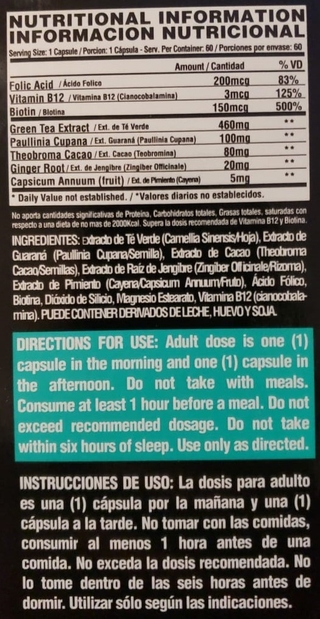 NUTRITIONAL INFORMATION
INFORMACION NUTRICIONAL
Serving Size: 1 Capsule / Porcion: 1 Cápsula - Serv. Per Container: 60 / Porciones por envase: 60
Amount / Cantidad % VD
Folic Acid / Ácido Folico 200mcg 83%
Vitamin B12 / Vitamina B12 (Cianocobalamina) 3mcg 125%
Biotin / Biotina 150mcg 500%
Green Tea Extract / Ext. de Té Verde 460mg **
Paullinia Cupana / Ext. Guaraná (Paullinia Cupana) 100mg **
Theobroma Cacao / Ext. Cacao (Teobromina) 80mg **
Ginger Root / Ext. de Jengibre (Zingiber Officinale) 20mg **
Capsicum Annuum (fruit) / Ext. de Pimiento (Cayena) 5mg **
* Daily Value not established. / *Valores diarios no establecidos.
No aporta cantidades significativas de Proteina, Carbohidratos totales, Grasas totales, saturadas con
respecto a una dieta de no mas de 2000Kcal. Supera la dosis recomendada de Vitamina B12 y Biotina.
INGREDIENTES: Extracto de Té Verde (Camellia Sinensis/Hoja), Extracto de
Guaraná (Paullinia Cupana/Semilla), Extracto de Cacao (Theobroma
Cacao/Semillas), Extracto de Raiz de Jengibre (Zingiber Officinale/Rizoma),
Extracto de Pimiento (Cayena/Capsicum Annuum/Fruto), Ácido Fólico,
Biotina, Dióxido de Silicio, Magnesio Estearato, Vitamina B12 (cianocobala-
mina). PUEDE CONTENER DERIVADOS DE LECHE, HUEVO Y SOJA.
DIRECTIONS FOR USE: Adult dose is one (1)
capsule in the morning and one (1) capsule in
the afternoon. Do not take with meals.
Consume at least 1 hour before a meal. Do not
exceed recommended dosage. Do not take
within six hours of sleep. Use only as directed.
INSTRUCCIONES DE USO: La dosis para adulto
es una (1) cápsula por la mañana y una (1)
cápsula a la tarde. No tomar con las comidas,
consumir al menos 1 hora antes de una
comida. No exceda la dosis recomendada. No
lo tome dentro de las seis horas antes de
dormir. Utilizar sólo según las indicaciones.